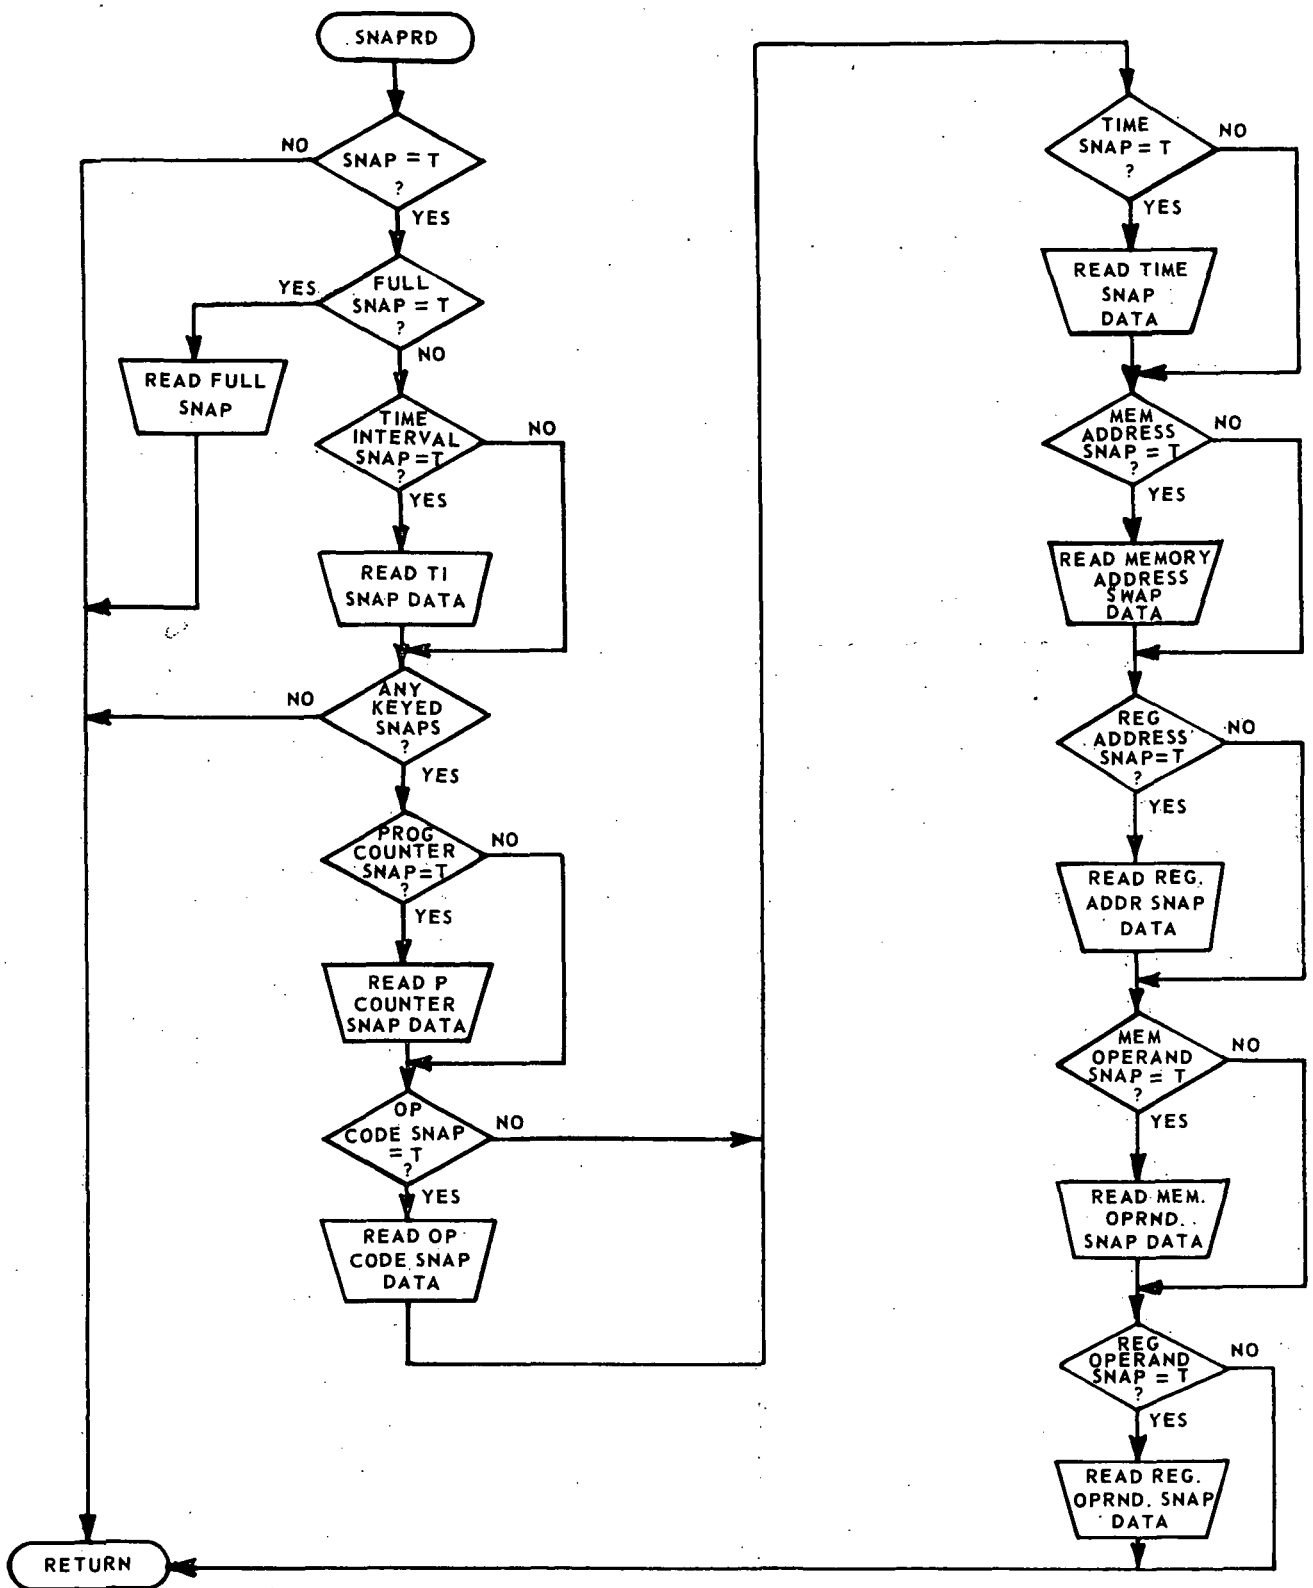 SNAPRD
NO
SNAP = T
?
YES
YES
FULL
SNAP = T
?
NO
READ FULL
SNAP
TIME
INTERVAL
SNAP = T
?
NO
YES
READ TI
SNAP DATA
NO
ANY
KEYED
SNAPS
?
YES
PROG
COUNTER
SNAP = T
?
NO
YES
READ P
COUNTER
SNAP DATA
OP
CODE SNAP
= T
?
NO
YES
READ OP
CODE SNAP
DATA
RETURN
TIME
SNAP = T
?
NO
YES
READ TIME
SNAP
DATA
MEM
ADDRESS
SNAP = T
?
NO
YES
READ MEMORY
ADDRESS
SWAP
DATA
REG
ADDRESS
SNAP = T
?
NO
YES
READ REG.
ADDR SNAP
DATA
MEM
OPERAND
SNAP = T
?
NO
YES
READ MEM.
OPRND.
SNAP DATA
REG
OPERAND
SNAP = T
?
NO
YES
READ REG.
OPRND. SNAP
DATA